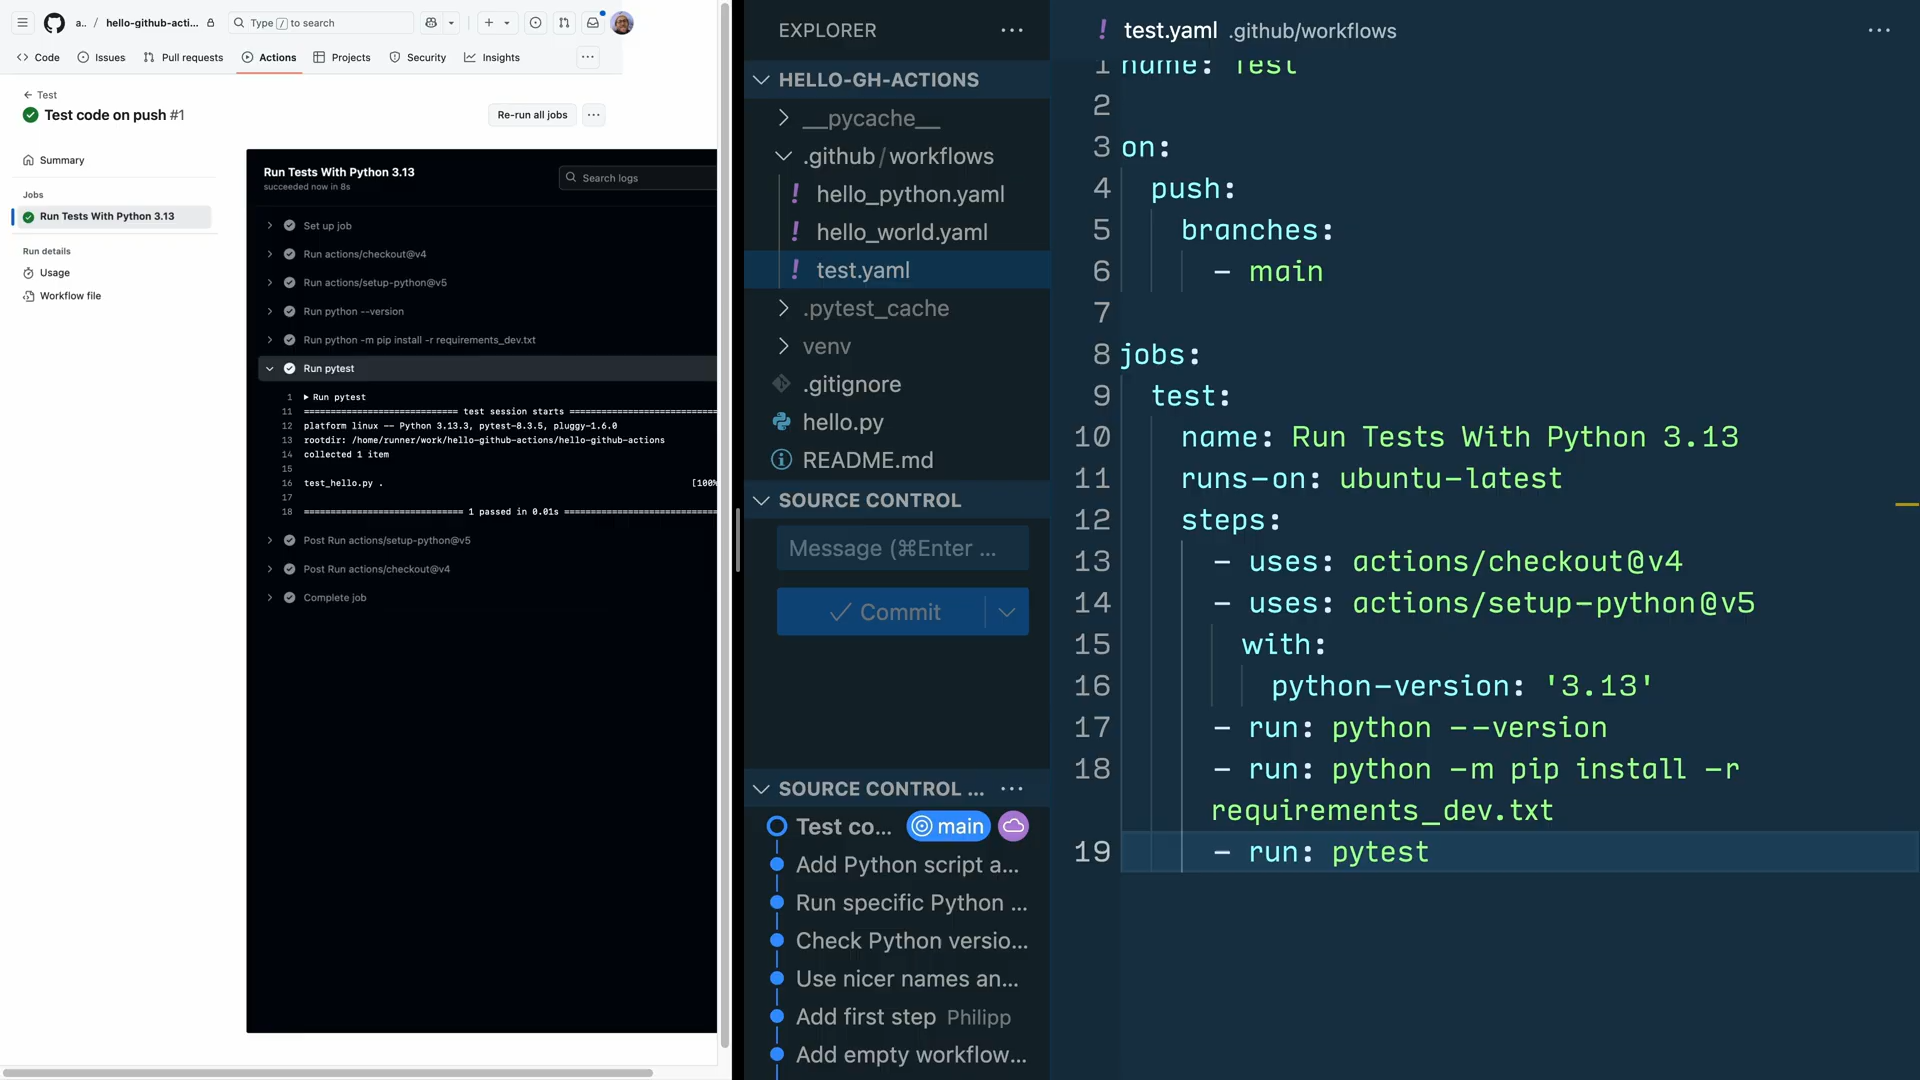 a.. / hello-github-acti...
Type / to search
Code
Issues
Pull requests
Actions
Projects
Security
Insights
Test
Test code on push #1
Re-run all jobs
Summary
Jobs
Run Tests With Python 3.13
Run details
Usage
Workflow file
Run Tests With Python 3.13
succeeded now in 8s
Search logs
Set up job
Run actions/checkout@v4
Run actions/setup-python@v5
Run python --version
Run python -m pip install -r requirements_dev.txt
Run pytest
1 Run pytest
11 ============================ test session starts ===========================
12 platform linux -- Python 3.13.3, pytest-8.3.5, pluggy-1.6.0
13 rootdir: /home/runner/work/hello-github-actions/hello-github-actions
14 collected 1 item
15
16 test_hello.py . [100%
17
18 ============================= 1 passed in 0.01s ============================
Post Run actions/setup-python@v5
Post Run actions/checkout@v4
Complete job
EXPLORER
HELLO-GH-ACTIONS
__pycache__
.github/workflows
! hello_python.yaml
! hello_world.yaml
! test.yaml
.pytest_cache
venv
.gitignore
hello.py
README.md
SOURCE CONTROL
Message (⌘Enter ...
Commit
SOURCE CONTROL ...
Test co... main
Add Python script a...
Run specific Python ...
Check Python versio...
Use nicer names an...
Add first step Philipp
Add empty workflow...
! test.yaml .github/workflows
1 name: Test
2
3 on:
4 push:
5 branches:
6 - main
7
8 jobs:
9 test:
10 name: Run Tests With Python 3.13
11 runs-on: ubuntu-latest
12 steps:
13 - uses: actions/checkout@v4
14 - uses: actions/setup-python@v5
15 with:
16 python-version: '3.13'
17 - run: python --version
18 - run: python -m pip install -r
requirements_dev.txt
19 - run: pytest